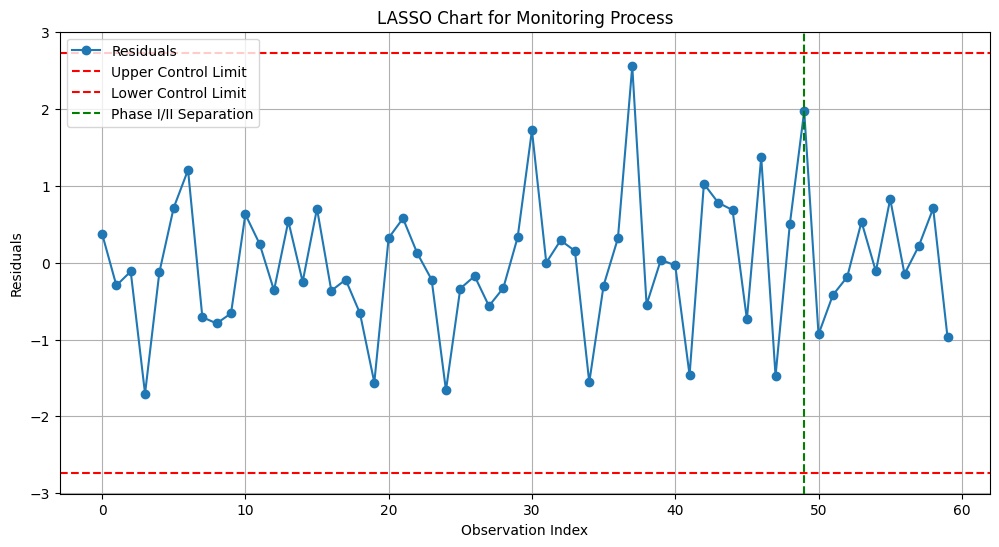 LASSO Chart for Monitoring Process
Residuals
Upper Control Limit
Lower Control Limit
Phase I/II Separation
Residuals
3
2
1
0
−1
−2
−3
0 10 20 30 40 50 60
Observation Index